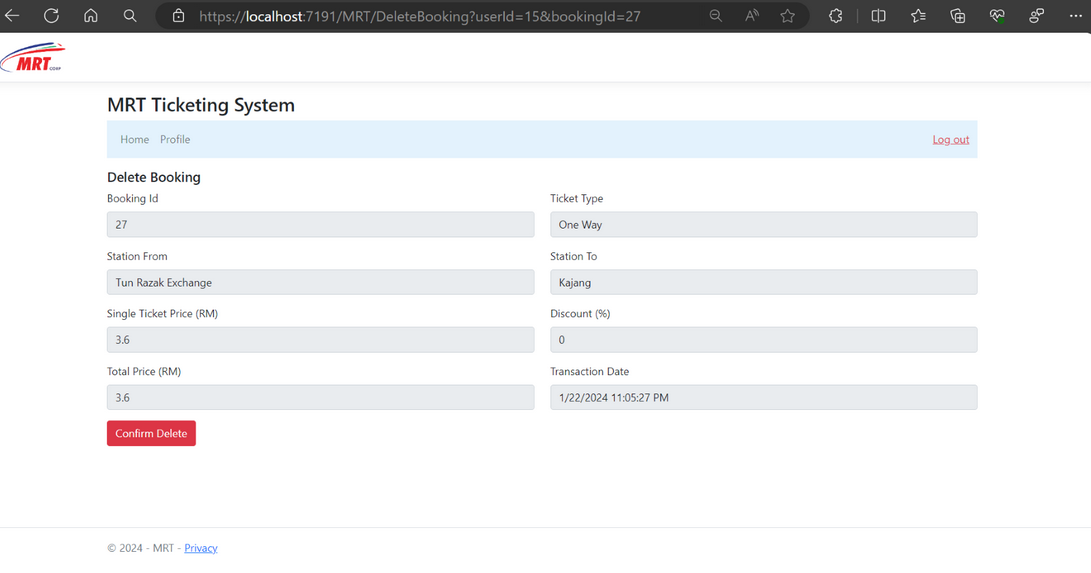 https://localhost:7191/MRT/DeleteBooking?userId=15&bookingId=27
MRT CORP
MRT Ticketing System
Home Profile Log out
Delete Booking
Booking Id Ticket Type
27 One Way
Station From Station To
Tun Razak Exchange Kajang
Single Ticket Price (RM) Discount (%)
3.6 0
Total Price (RM) Transaction Date
3.6 1/22/2024 11:05:27 PM
Confirm Delete
© 2024 - MRT - Privacy